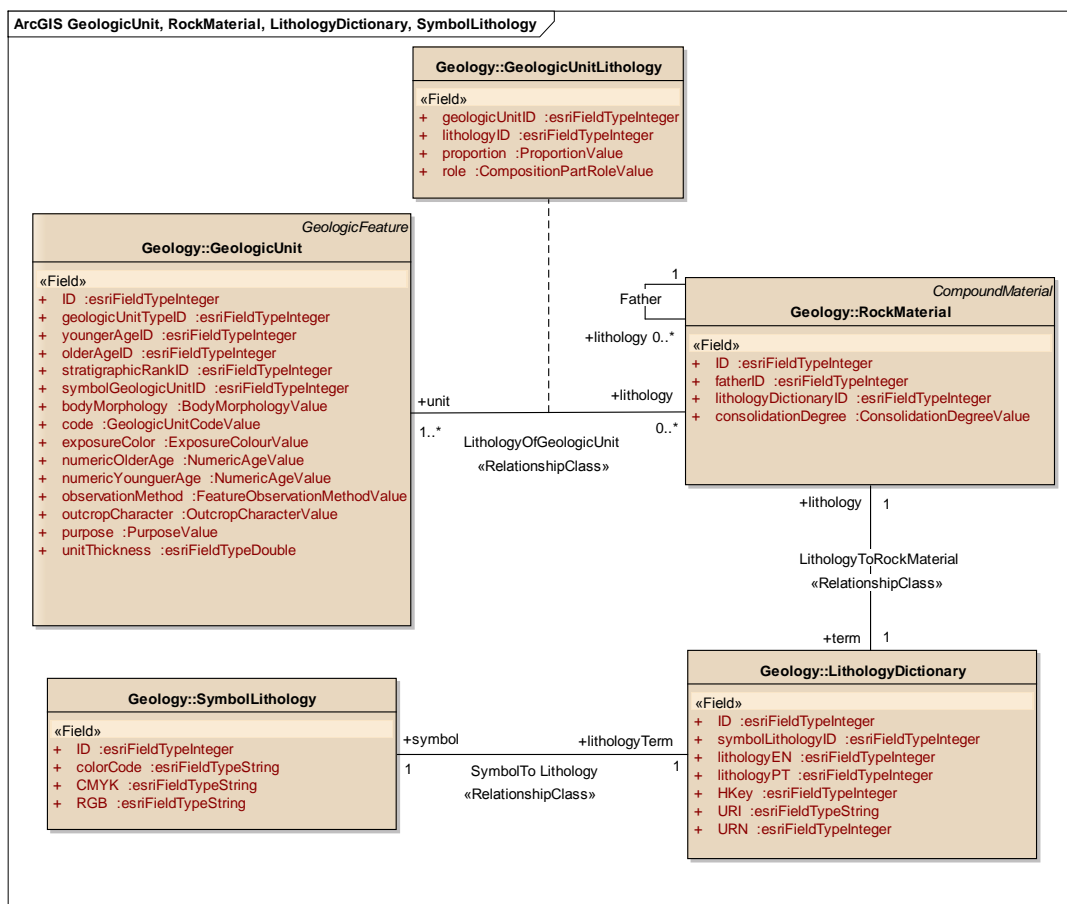 ArcGIS GeologicUnit, RockMaterial, LithologyDictionary, SymbolLithology
Geology::GeologicUnitLithology
«Field»
+ geologicUnitID :esriFieldTypeInteger
+ lithologyID :esriFieldTypeInteger
+ proportion :ProportionValue
+ role :CompositionPartRoleValue
GeologicFeature
Geology::GeologicUnit
«Field»
+ ID :esriFieldTypeInteger
+ geologicUnitTypeID :esriFieldTypeInteger
+ youngerAgeID :esriFieldTypeInteger
+ olderAgeID :esriFieldTypeInteger
+ stratigraphicRankID :esriFieldTypeInteger
+ symbolGeologicUnitID :esriFieldTypeInteger
+ bodyMorphology :BodyMorphologyValue
+ code :GeologicUnitCodeValue
+ exposureColor :ExposureColourValue
+ numericOlderAge :NumericAgeValue
+ numericYounguerAge :NumericAgeValue
+ observationMethod :FeatureObservationMethodValue
+ outcropCharacter :OutcropCharacterValue
+ purpose :PurposeValue
+ unitThickness :esriFieldTypeDouble
1
Father
+lithology 0..*
CompoundMaterial
Geology::RockMaterial
«Field»
+ ID :esriFieldTypeInteger
+ fatherID :esriFieldTypeInteger
+ lithologyDictionaryID :esriFieldTypeInteger
+ consolidationDegree :ConsolidationDegreeValue
+unit
+lithology
1..*
0..*
LithologyOfGeologicUnit
«RelationshipClass»
+lithology 1
LithologyToRockMaterial
«RelationshipClass»
+term 1
Geology::SymbolLithology
«Field»
+ ID :esriFieldTypeInteger
+ colorCode :esriFieldTypeString
+ CMYK :esriFieldTypeString
+ RGB :esriFieldTypeString
+symbol
+lithologyTerm
1
1
SymbolTo Lithology
«RelationshipClass»
Geology::LithologyDictionary
«Field»
+ ID :esriFieldTypeInteger
+ symbolLithologyID :esriFieldTypeInteger
+ lithologyEN :esriFieldTypeInteger
+ lithologyPT :esriFieldTypeInteger
+ HKey :esriFieldTypeInteger
+ URI :esriFieldTypeString
+ URN :esriFieldTypeInteger